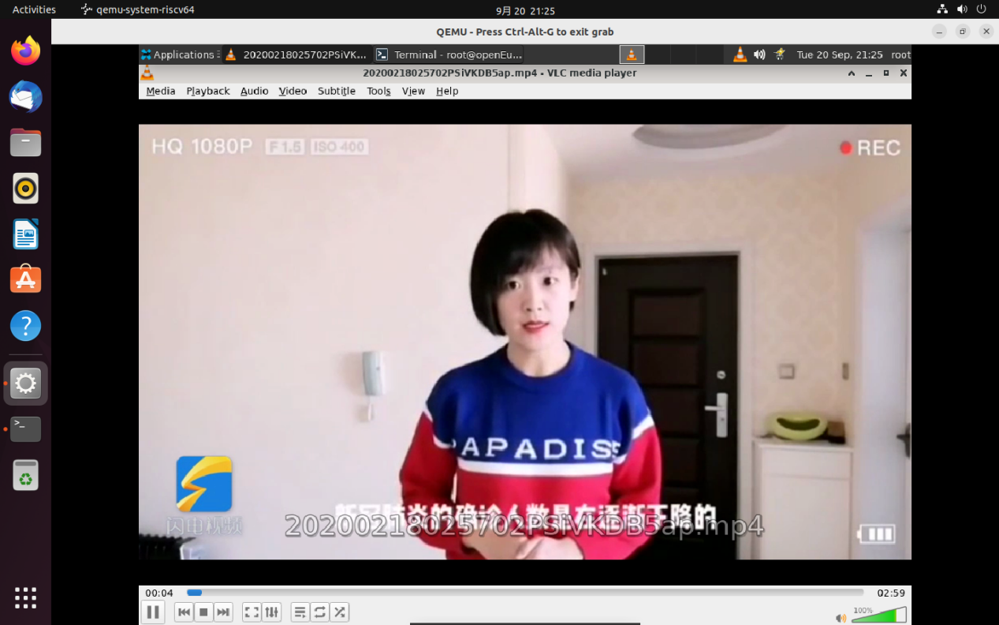 Activities
qemu-system-riscv64
9月 20 21:25
QEMU - Press Ctrl-Alt-G to exit grab
Applications
20200218025702PSiVK...
Terminal - root@openEu...
Tue 20 Sep, 21:25
root
20200218025702PSiVKDB5ap.mp4 - VLC media player
Media Playback Audio Video Subtitle Tools View Help
HQ 1080P F 1.5 ISO 400
REC
APADIS
新冠肺炎的确诊人数是在逐渐下降的
闪电视频
20200218025702PSiVKDB5ap.mp4
00:04
02:59
100%